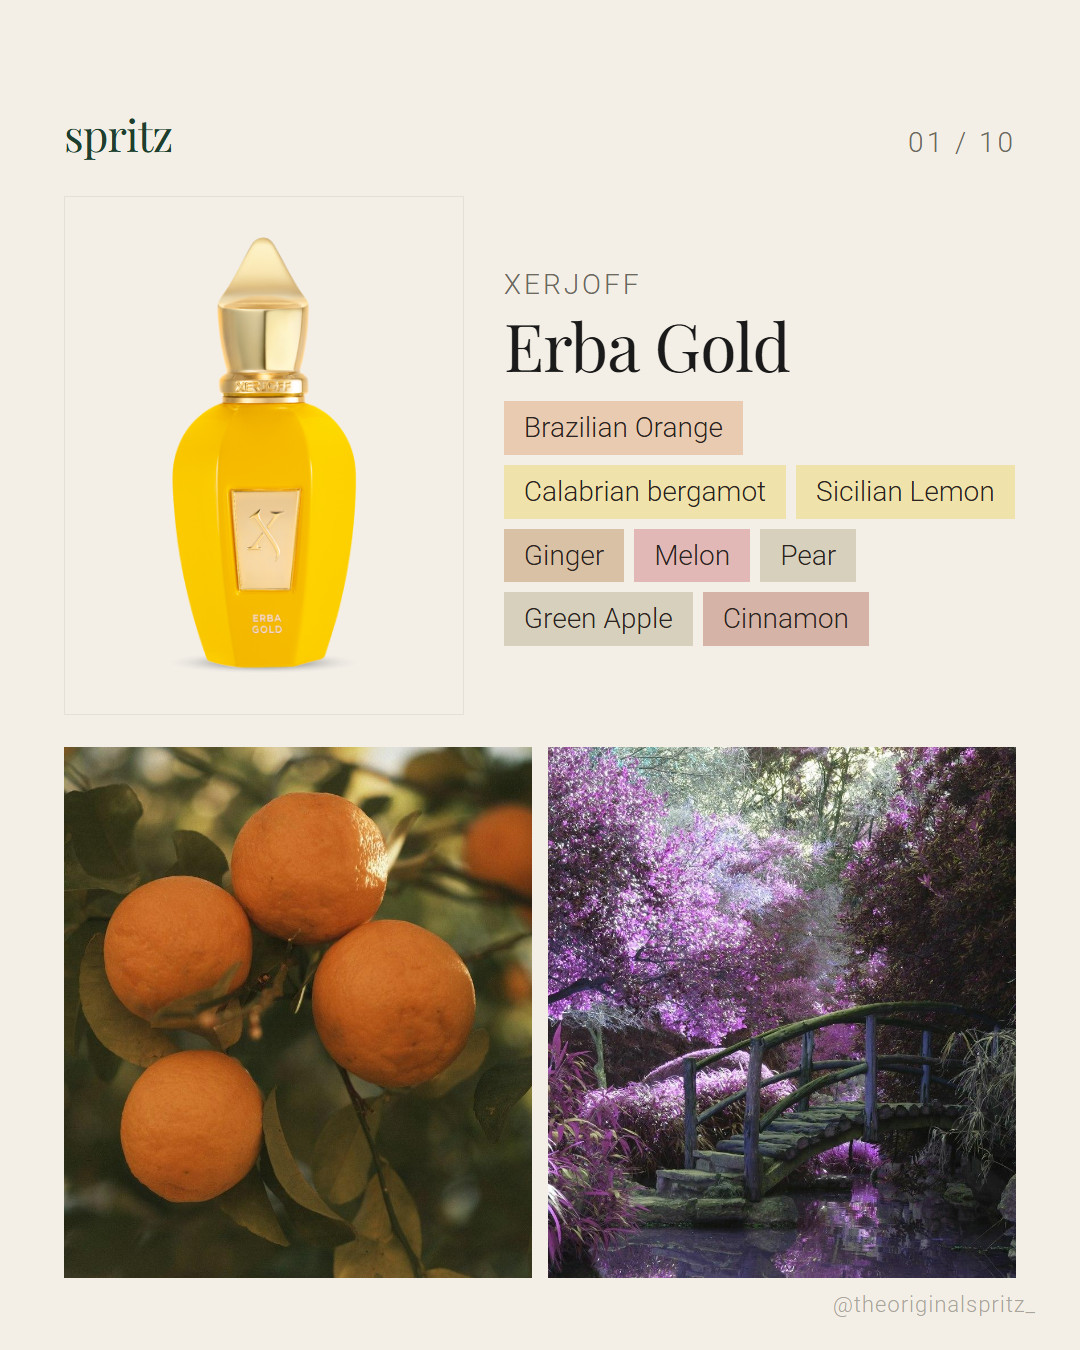 spritz
01 / 10
XERJOFF
Erba Gold
Brazilian Orange
Calabrian bergamot
Sicilian Lemon
Ginger
Melon
Pear
Green Apple
Cinnamon
XERJOFF
X
ERBA
GOLD
@theoriginalspritz_